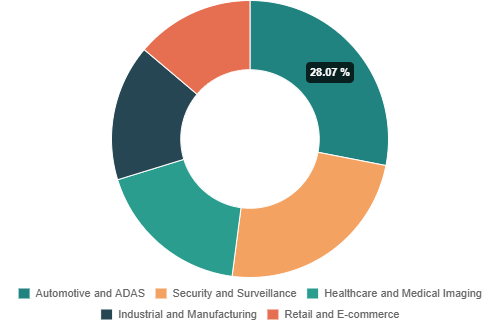 28.07 %
Automotive and ADAS Security and Surveillance Healthcare and Medical Imaging
Industrial and Manufacturing Retail and E-commerce